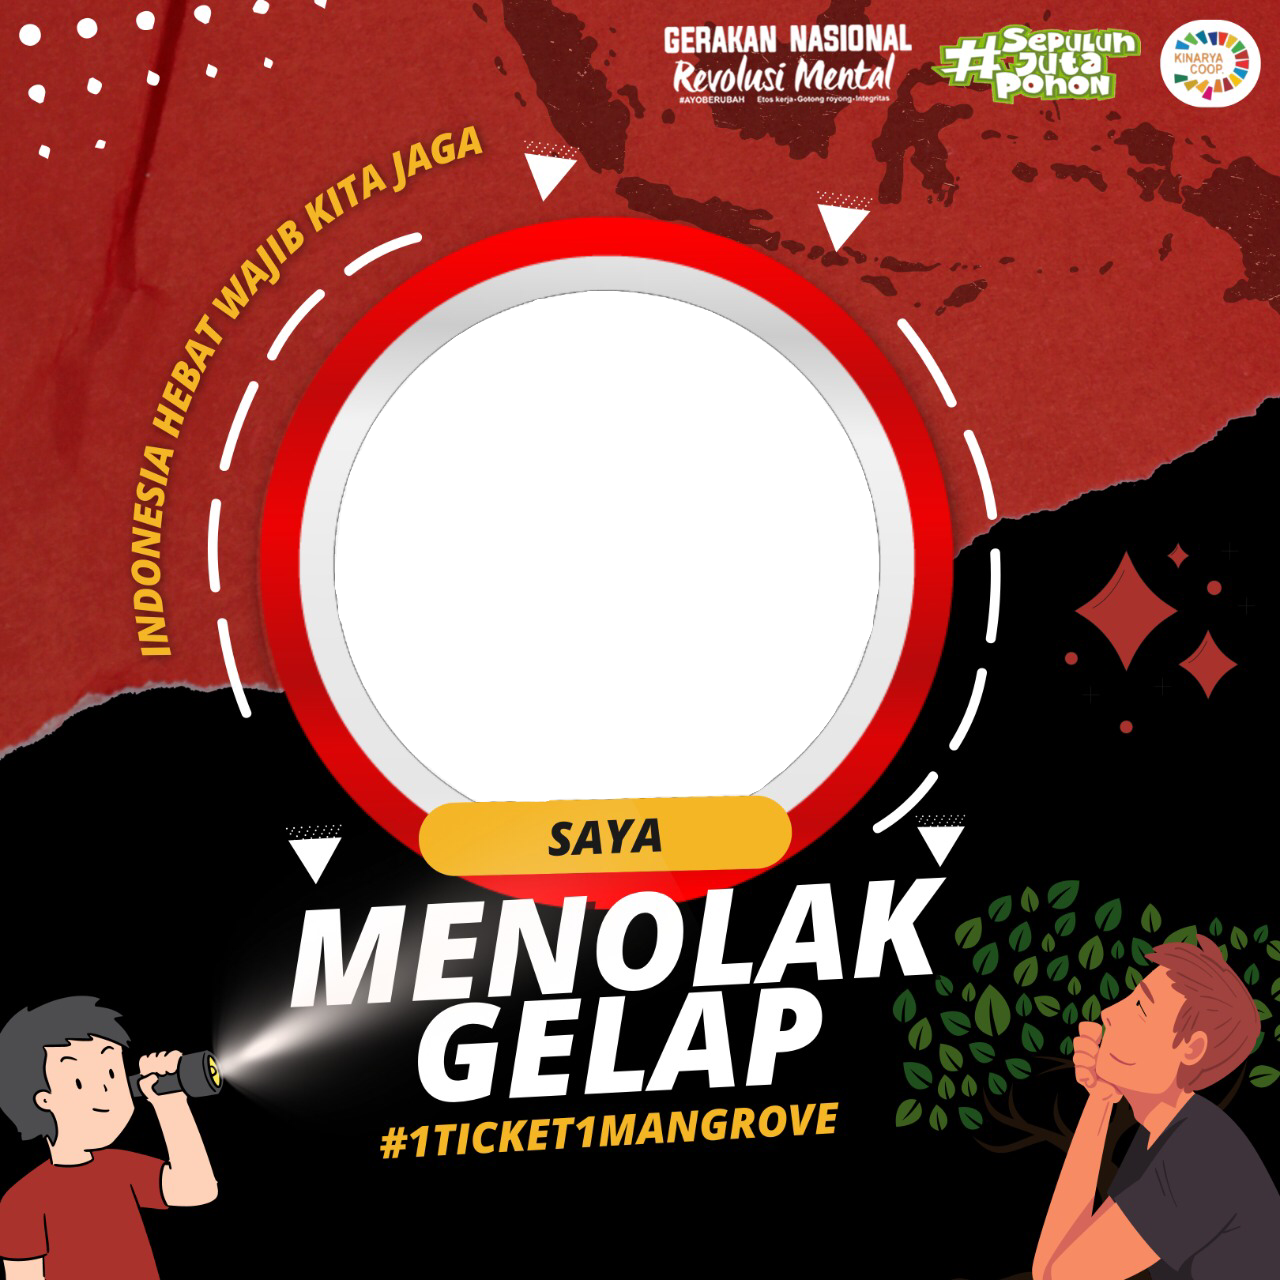 GERAKAN NASIONAL
Revolusi Mental
#AYOBERUBAH Etos kerja•Gotong royong•Integritas
#Sepuluh
Juta
Pohon
KINARYA
COOP.
INDONESIA HEBAT WAJIB KITA JAGA
SAYA
MENOLAK
GELAP
#1TICKET1MANGROVE